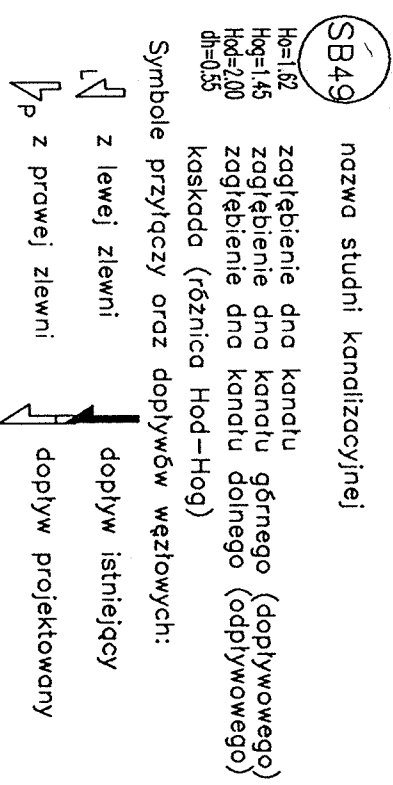 SB49 nazwa studni kanalizacyjnej
Ho=1.62 zagłębienie dna kanału
Hog=1.45 zagłębienie dna kanału górnego (dopływowego)
Hod=2.00 zagłębienie dna kanału dolnego (odpływowego)
dh=0.55 kaskada (różnica Hod-Hog)
Symbole przyłączy oraz dopływów węzłowych:
L z lewej zlewni dopływ istniejący
P z prawej zlewni dopływ projektowany